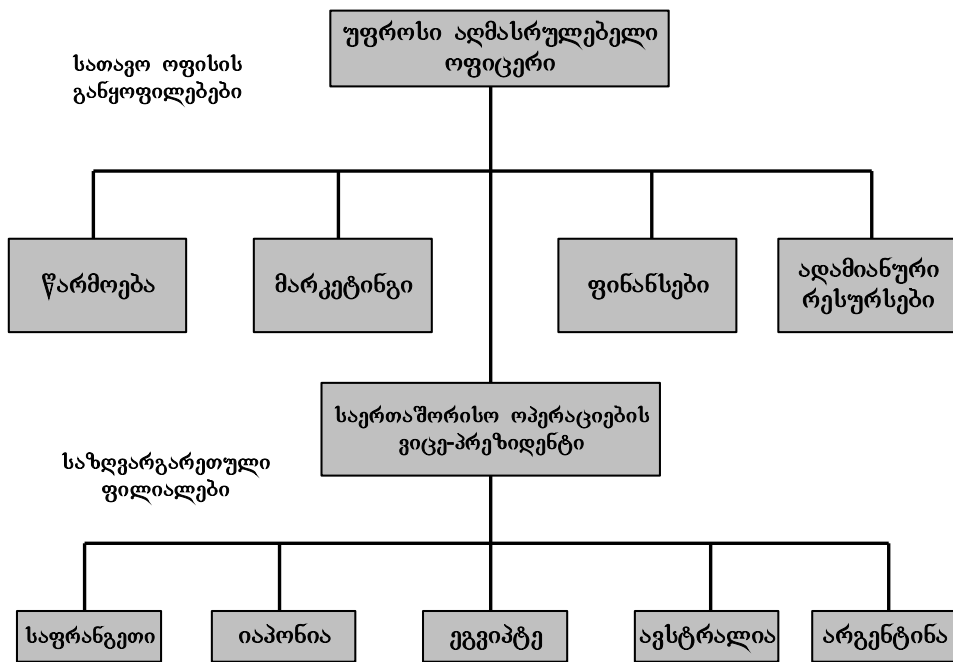 უფროსი აღმასრულებელი
ოფიცერი
სათავო ოფისის
განყოფილებები
წარმოება
მარკეტინგი
ფინანსები
ადამიანური
რესურსები
საერთაშორისო ოპერაციების
ვიცე-პრეზიდენტი
საზღვარგარეთული
ფილიალები
საფრანგეთი
იაპონია
ეგვიპტე
ავსტრალია
არგენტინა